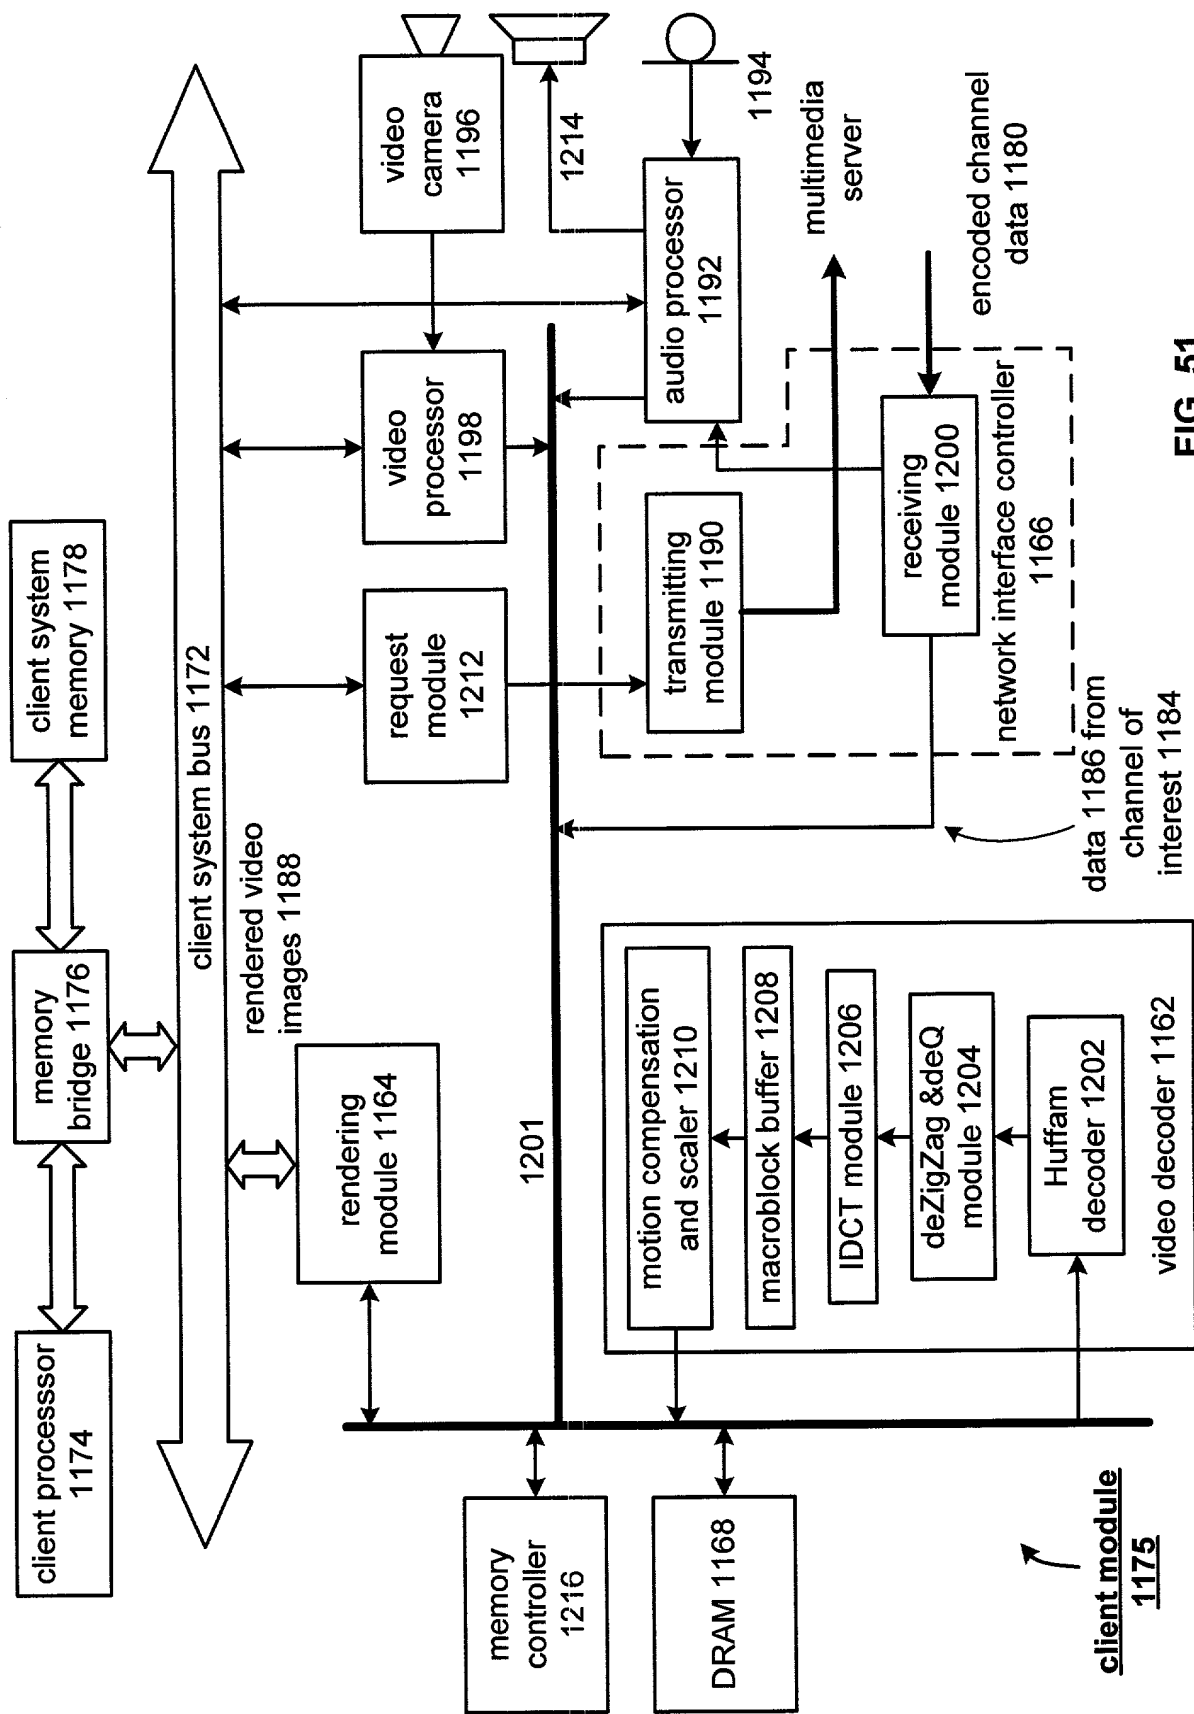 client processsor
1174
memory
bridge 1176
client system
memory 1178
client system bus 1172
rendered video
images 1188
rendering
module 1164
request
module
1212
video
processor
1198
video
camera
1196
1214
1194
audio processor
1192
multimedia
server
encoded channel
data 1180
transmitting
module 1190
receiving
module 1200
network interface controller
1166
data 1186 from
channel of
interest 1184
1201
memory
controller
1216
DRAM 1168
motion compensation
and scaler 1210
macroblock buffer 1208
IDCT module 1206
deZigZag &deQ
module 1204
Huffam
decoder 1202
video decoder 1162
client module
1175
FIG. 51